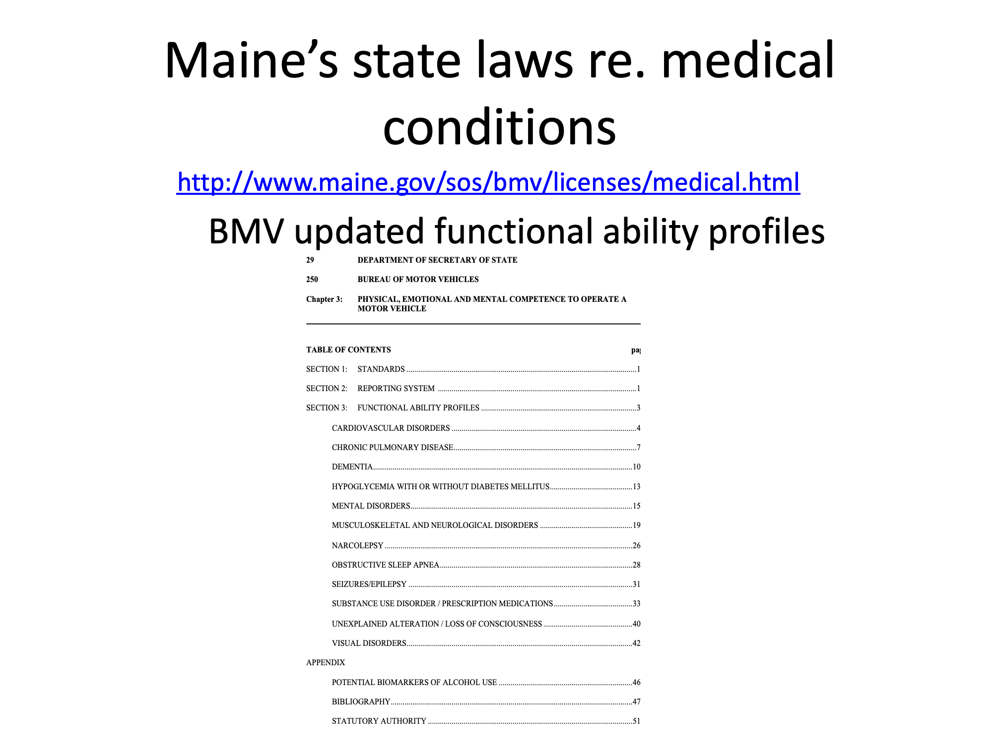 Maine’s state laws re. medical
conditions
http://www.maine.gov/sos/bmv/licenses/medical.html
BMV updated functional ability profiles
29 DEPARTMENT OF SECRETARY OF STATE
250 BUREAU OF MOTOR VEHICLES
Chapter 3: PHYSICAL, EMOTIONAL AND MENTAL COMPETENCE TO OPERATE A
MOTOR VEHICLE
TABLE OF CONTENTS
SECTION 1: STANDARDS 1
SECTION 2: REPORTING SYSTEM 1
SECTION 3: FUNCTIONAL ABILITY PROFILES 3
CARDIOVASCULAR DISORDERS 4
CHRONIC PULMONARY DISEASE 7
DEMENTIA 10
HYPOGLYCEMIA WITH OR WITHOUT DIABETES MELLITUS 13
MENTAL DISORDERS 15
MUSCULOSKELETAL AND NEUROLOGICAL DISORDERS 19
NARCOLEPSY 26
OBSTRUCTIVE SLEEP APNEA 28
SEIZURES/EPILEPSY 31
SUBSTANCE USE DISORDER / PRESCRIPTION MEDICATIONS 33
UNEXPLAINED ALTERATION / LOSS OF CONSCIOUSNESS 40
VISUAL DISORDERS 42
APPENDIX
POTENTIAL BIOMARKERS OF ALCOHOL USE 46
BIBLIOGRAPHY 47
STATUTORY AUTHORITY 51